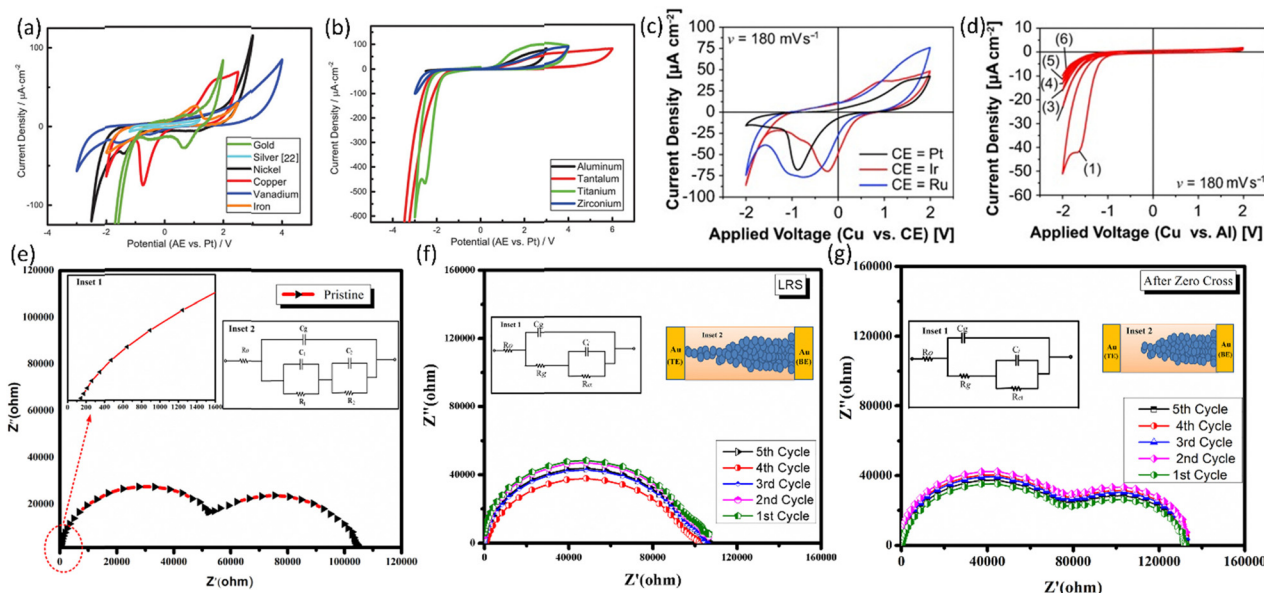 (a)
Current Density / μA·cm⁻²
100
50
0
-50
-100
Gold
Silver [22]
Nickel
Copper
Vanadium
Iron
-4 -2 0 2 4
Potential (AE vs. Pt) / V
(b)
Current Density / μA·cm⁻²
100
0
-100
-200
-300
-400
-500
-600
Aluminum
Tantalum
Titanium
Zirconium
-3 0 3 6
Potential (AE vs. Pt) / V
(c)
Current Density [μA cm⁻²]
v = 180 mVs⁻¹
100
75
50
25
0
-25
-50
-75
-100
CE = Pt
CE = Ir
CE = Ru
-2 -1 0 1 2
Applied Voltage (Cu vs. CE) [V]
(d)
Current Density [μA cm⁻²]
10
0
-10
-20
-30
-40
-50
-60
(6)
(5)
(4)
(3)
(1)
v = 180 mVs⁻¹
-2 -1 0 1 2
Applied Voltage (Cu vs. Al) [V]
(e)
Z''(ohm)
120000
100000
80000
60000
40000
20000
0
Inset 1
0 200 400 600 800 1000 1200 1400 1600
Pristine
Inset 2
Cg
Ro
C₁ C₂
R₁ R₂
0 20000 40000 60000 80000 100000 120000
Z'(ohm)
(f)
Z''(ohm)
160000
120000
80000
40000
0
LRS
Inset 1
Cg
Ro
Rg
Rct
Inset 2
Au
(TE)
Au
(BE)
5th Cycle
4th Cycle
3rd Cycle
2nd Cycle
1st Cycle
0 40000 80000 120000 160000
Z'(ohm)
(g)
Z''(ohm)
160000
120000
80000
40000
0
After Zero Cross
Inset 1
Cg
Ro
Rg
Rct
Inset 2
Au
(TE)
Au
(BE)
5th Cycle
4th Cycle
3rd Cycle
2nd Cycle
1st Cycle
0 40000 80000 120000 160000
Z'(ohm)